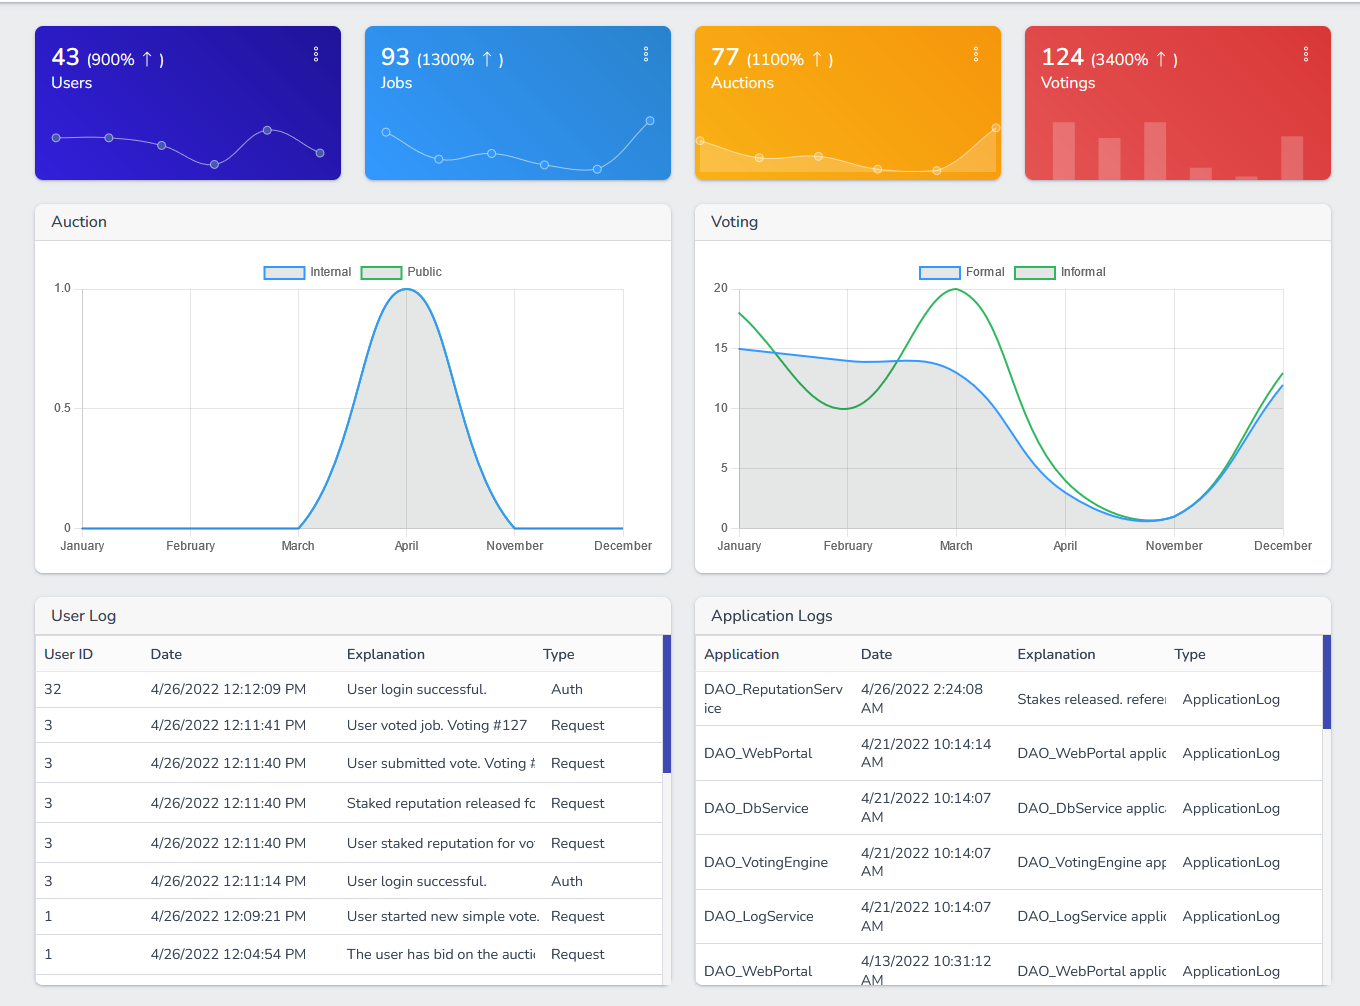 43 (900% ↑ )
Users
93 (1300% ↑ )
Jobs
77 (1100% ↑ )
Auctions
124 (3400% ↑ )
Votings
Auction
Internal Public
1.0
0.5
0
January February March April November December
Voting
Formal Informal
20
15
10
5
0
January February March April November December
User Log
User ID Date Explanation Type
32 4/26/2022 12:12:09 PM User login successful. Auth
3 4/26/2022 12:11:41 PM User voted job. Voting #127 Request
3 4/26/2022 12:11:40 PM User submitted vote. Voting # Request
3 4/26/2022 12:11:40 PM Staked reputation released fo Request
3 4/26/2022 12:11:40 PM User staked reputation for vo Request
3 4/26/2022 12:11:14 PM User login successful. Auth
1 4/26/2022 12:09:21 PM User started new simple vote. Request
1 4/26/2022 12:04:54 PM The user has bid on the aucti Request
Application Logs
Application Date Explanation Type
DAO_ReputationServ
ice 4/26/2022 2:24:08
AM Stakes released. refere ApplicationLog
DAO_WebPortal 4/21/2022 10:14:14
AM DAO_WebPortal applic ApplicationLog
DAO_DbService 4/21/2022 10:14:07
AM DAO_DbService applic ApplicationLog
DAO_VotingEngine 4/21/2022 10:14:07
AM DAO_VotingEngine app ApplicationLog
DAO_LogService 4/21/2022 10:14:07
AM DAO_LogService applic ApplicationLog
DAO_WebPortal 4/13/2022 10:31:12
AM DAO_WebPortal applic ApplicationLog